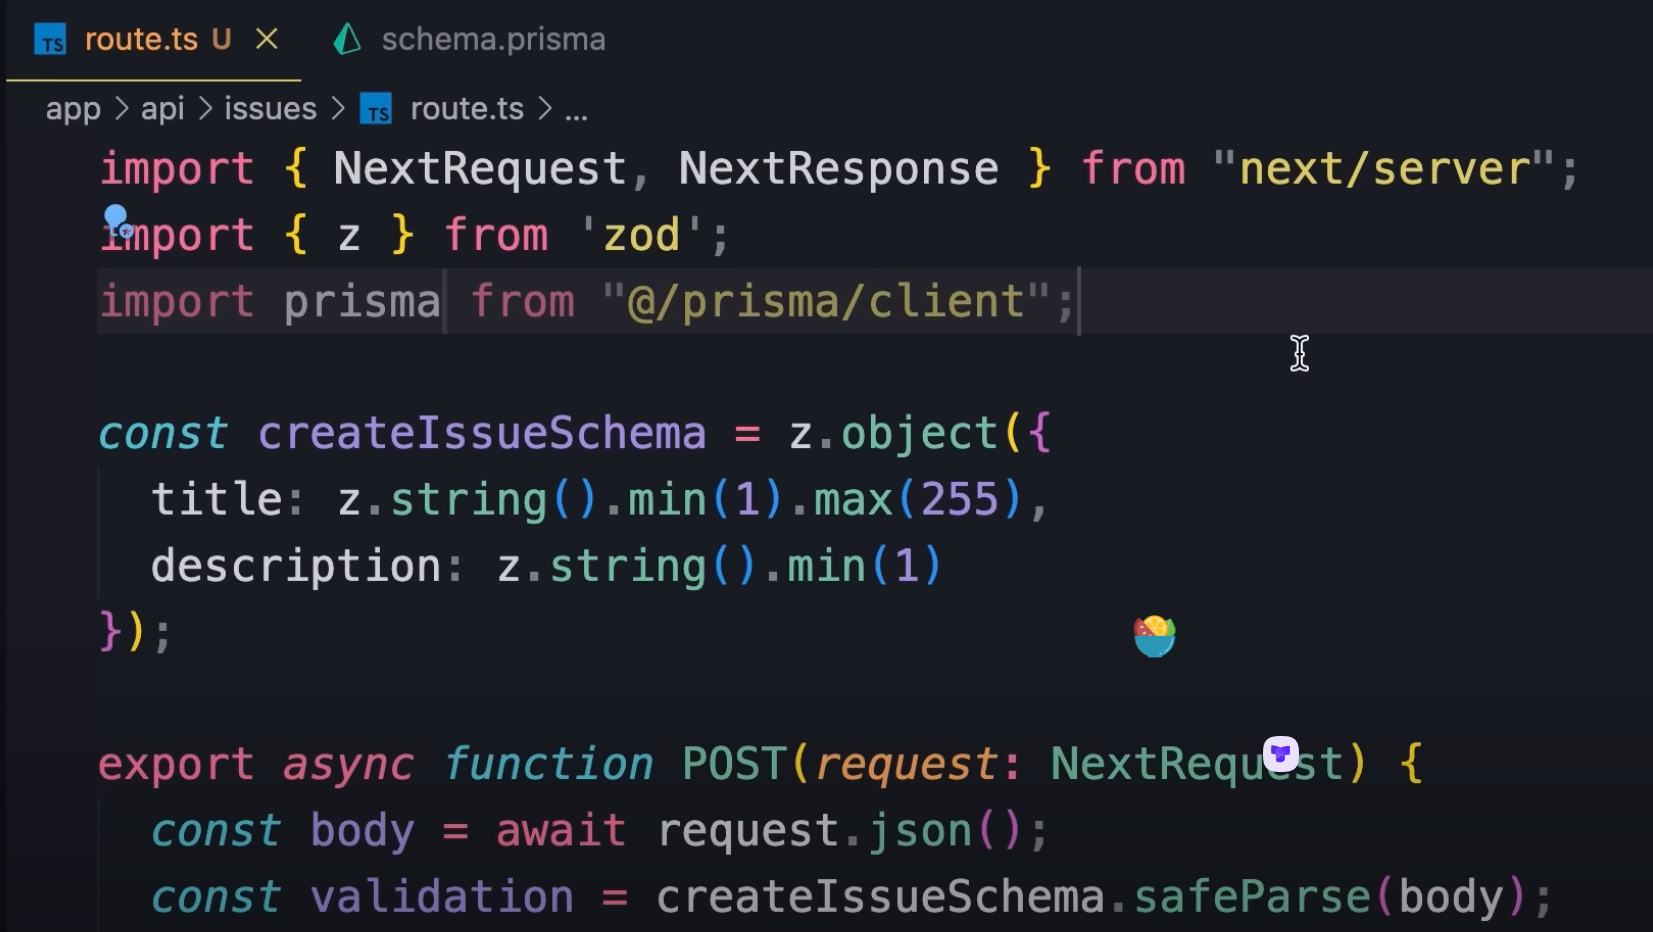 TS route.ts U × schema.prisma
app > api > issues > TS route.ts > ...
import { NextRequest, NextResponse } from "next/server";
import { z } from 'zod';
import prisma from "@/prisma/client";
const createIssueSchema = z.object({
title: z.string().min(1).max(255),
description: z.string().min(1)
});
export async function POST(request: NextRequest) {
const body = await request.json();
const validation = createIssueSchema.safeParse(body);